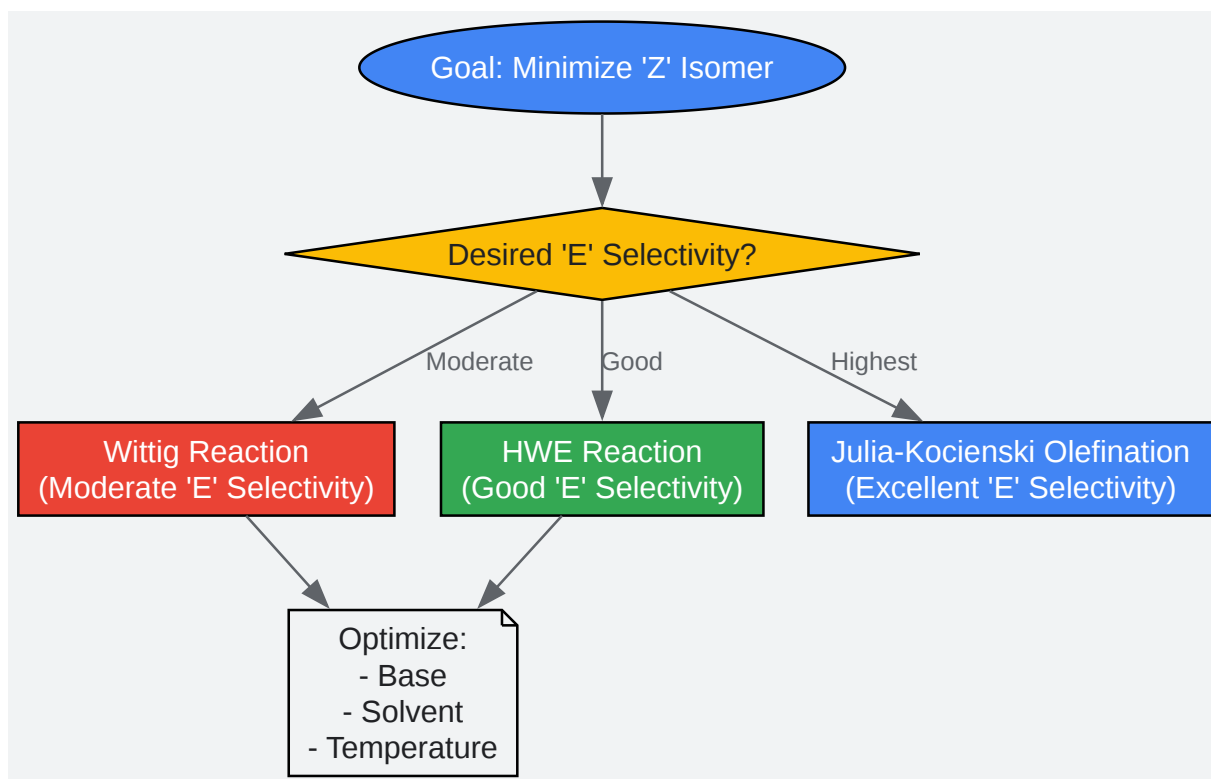 Goal: Minimize 'Z' Isomer
Desired 'E' Selectivity?
Moderate
Good
Highest
Wittig Reaction
(Moderate 'E' Selectivity)
HWE Reaction
(Good 'E' Selectivity)
Julia-Kocienski Olefination
(Excellent 'E' Selectivity)
Optimize:
- Base
- Solvent
- Temperature